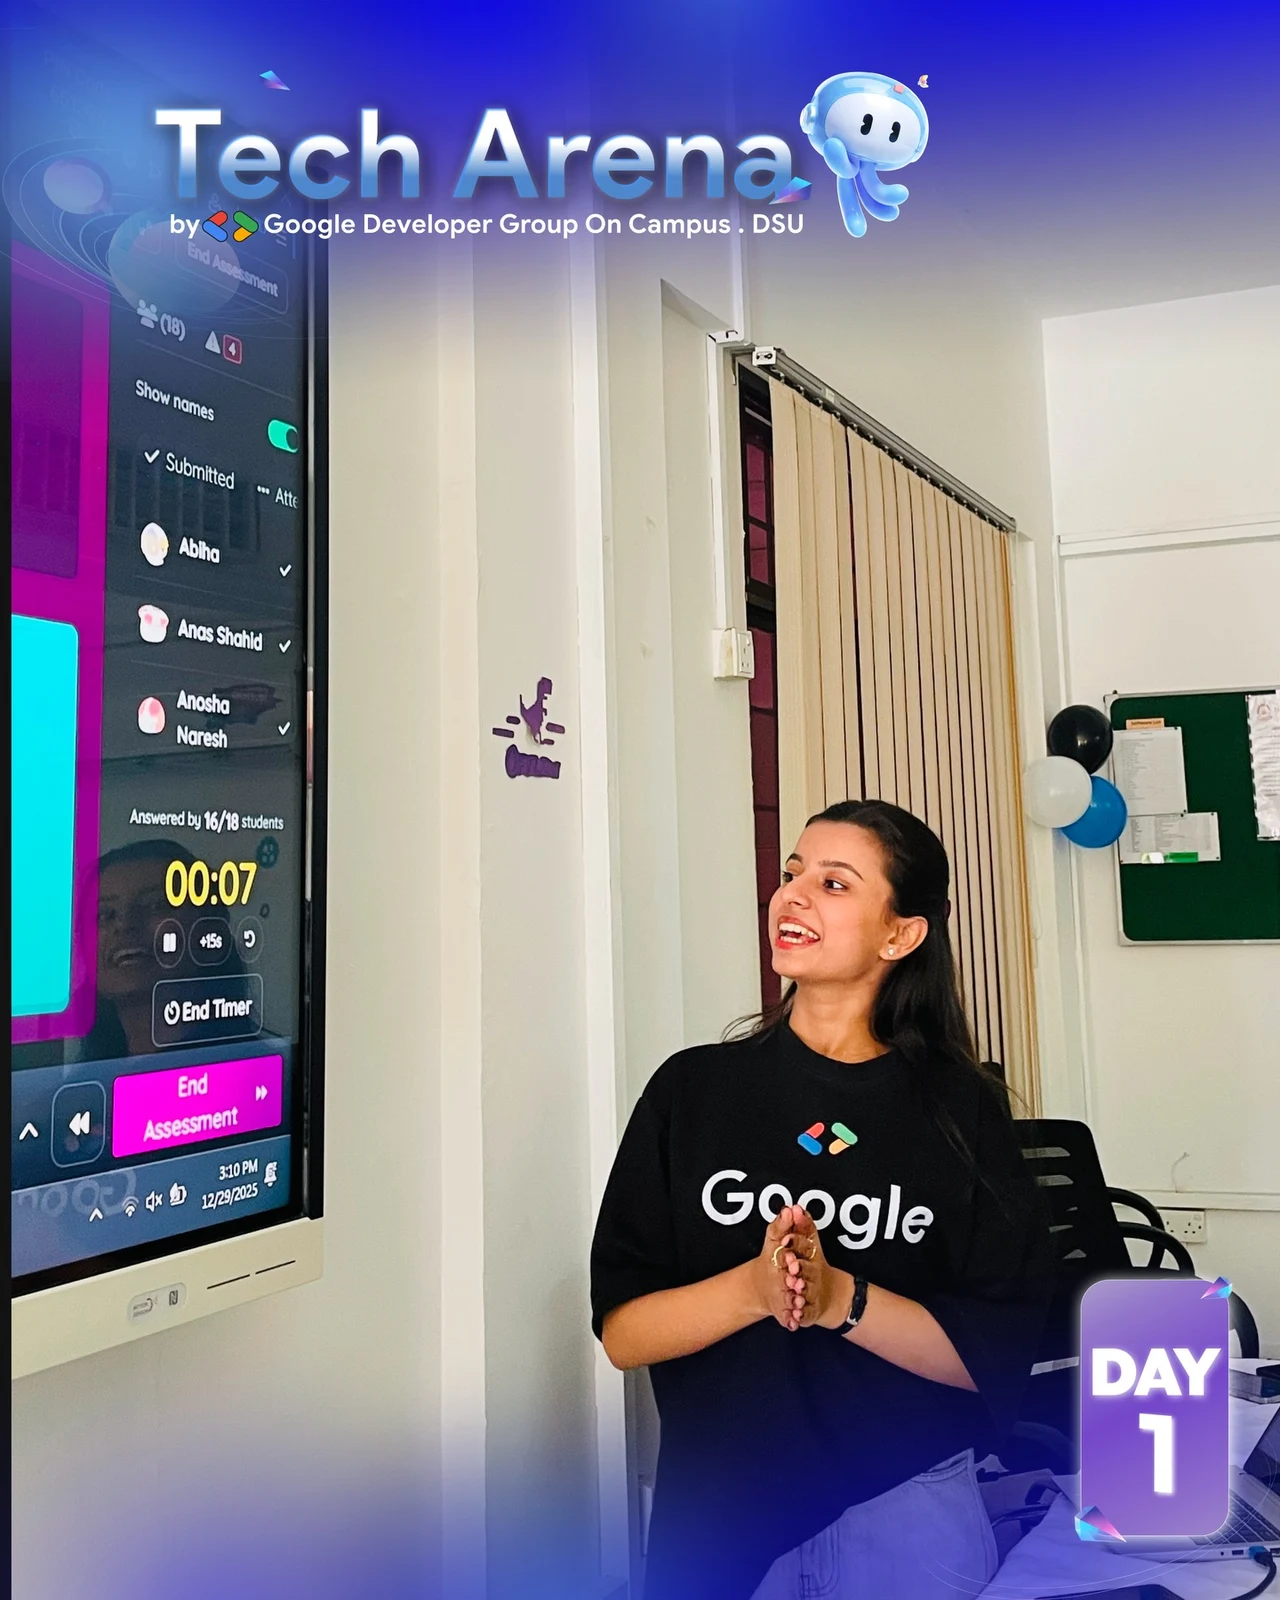 Tech Arena
by Google Developer Group On Campus . DSU
End Assessment
(18)
4
Show names
Submitted
Atte
Abiha
Anas Shahid
Anosha
Naresh
Answered by 16/18 students
00:07
+15s
End Timer
End
Assessment
3:10 PM
12/29/2025
Google
DAY
1